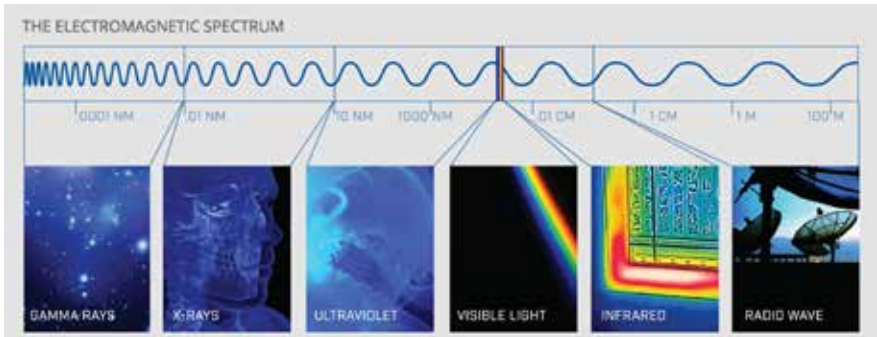 THE ELECTROMAGNETIC SPECTRUM
.0001 NM .01 NM 10 NM 1000 NM .01 CM 1 CM 1 M 100 M
GAMMA RAYS X-RAYS ULTRAVIOLET VISIBLE LIGHT INFRARED RADIO WAVE